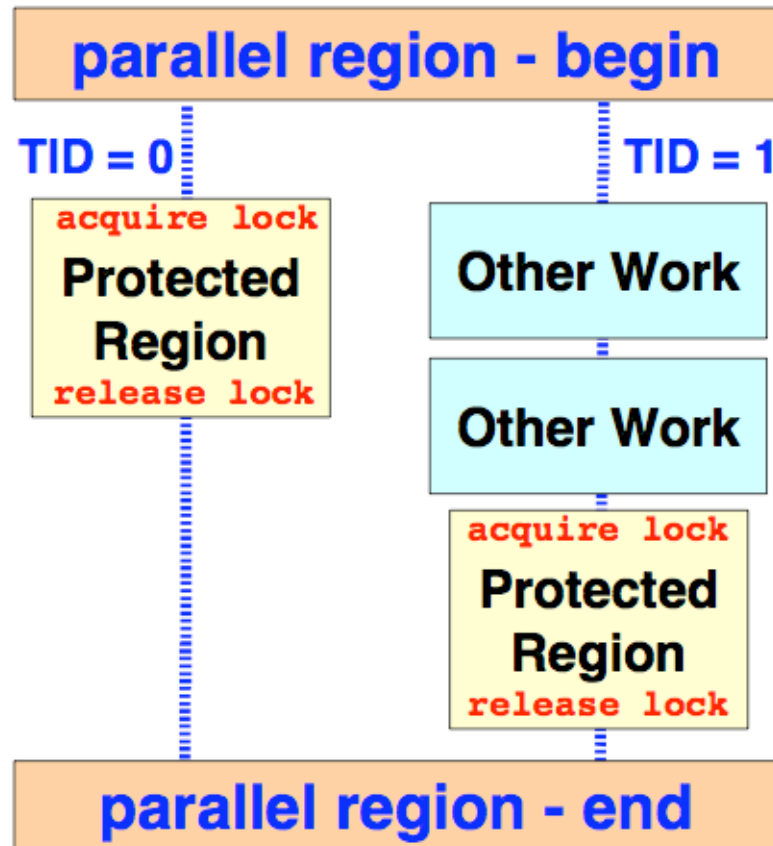 parallel region - begin
TID = 0
TID = 1
acquire lock
Protected
Region
release lock
Other Work
Other Work
acquire lock
Protected
Region
release lock
parallel region - end